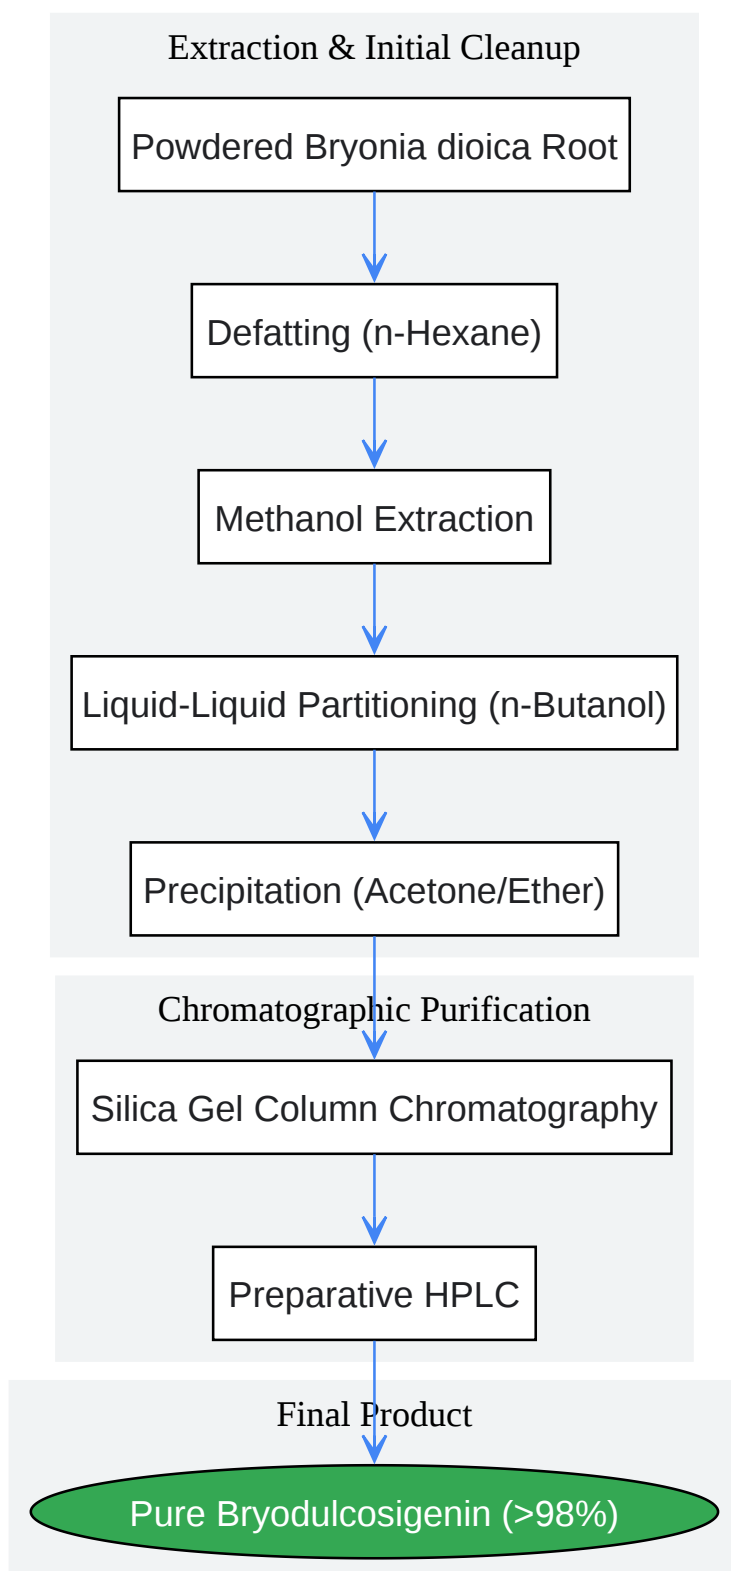 Extraction & Initial Cleanup
Powdered Bryonia dioica Root
Defatting (n-Hexane)
Methanol Extraction
Liquid-Liquid Partitioning (n-Butanol)
Precipitation (Acetone/Ether)
Chromatographic Purification
Silica Gel Column Chromatography
Preparative HPLC
Final Product
Pure Bryodulcosigenin (>98%)